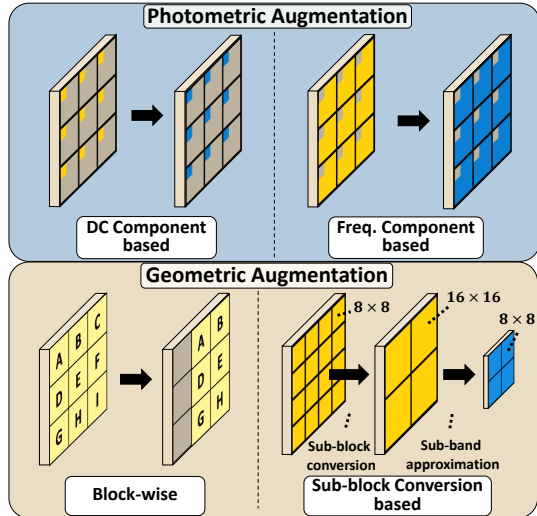 Photometric Augmentation
DC Component
based
Freq. Component
based
Geometric Augmentation
A B C
D E F
G H I
A B
D E
G H
Block-wise
8 × 8
16 × 16
8 × 8
Sub-block
conversion
Sub-band
approximation
Sub-block Conversion
based